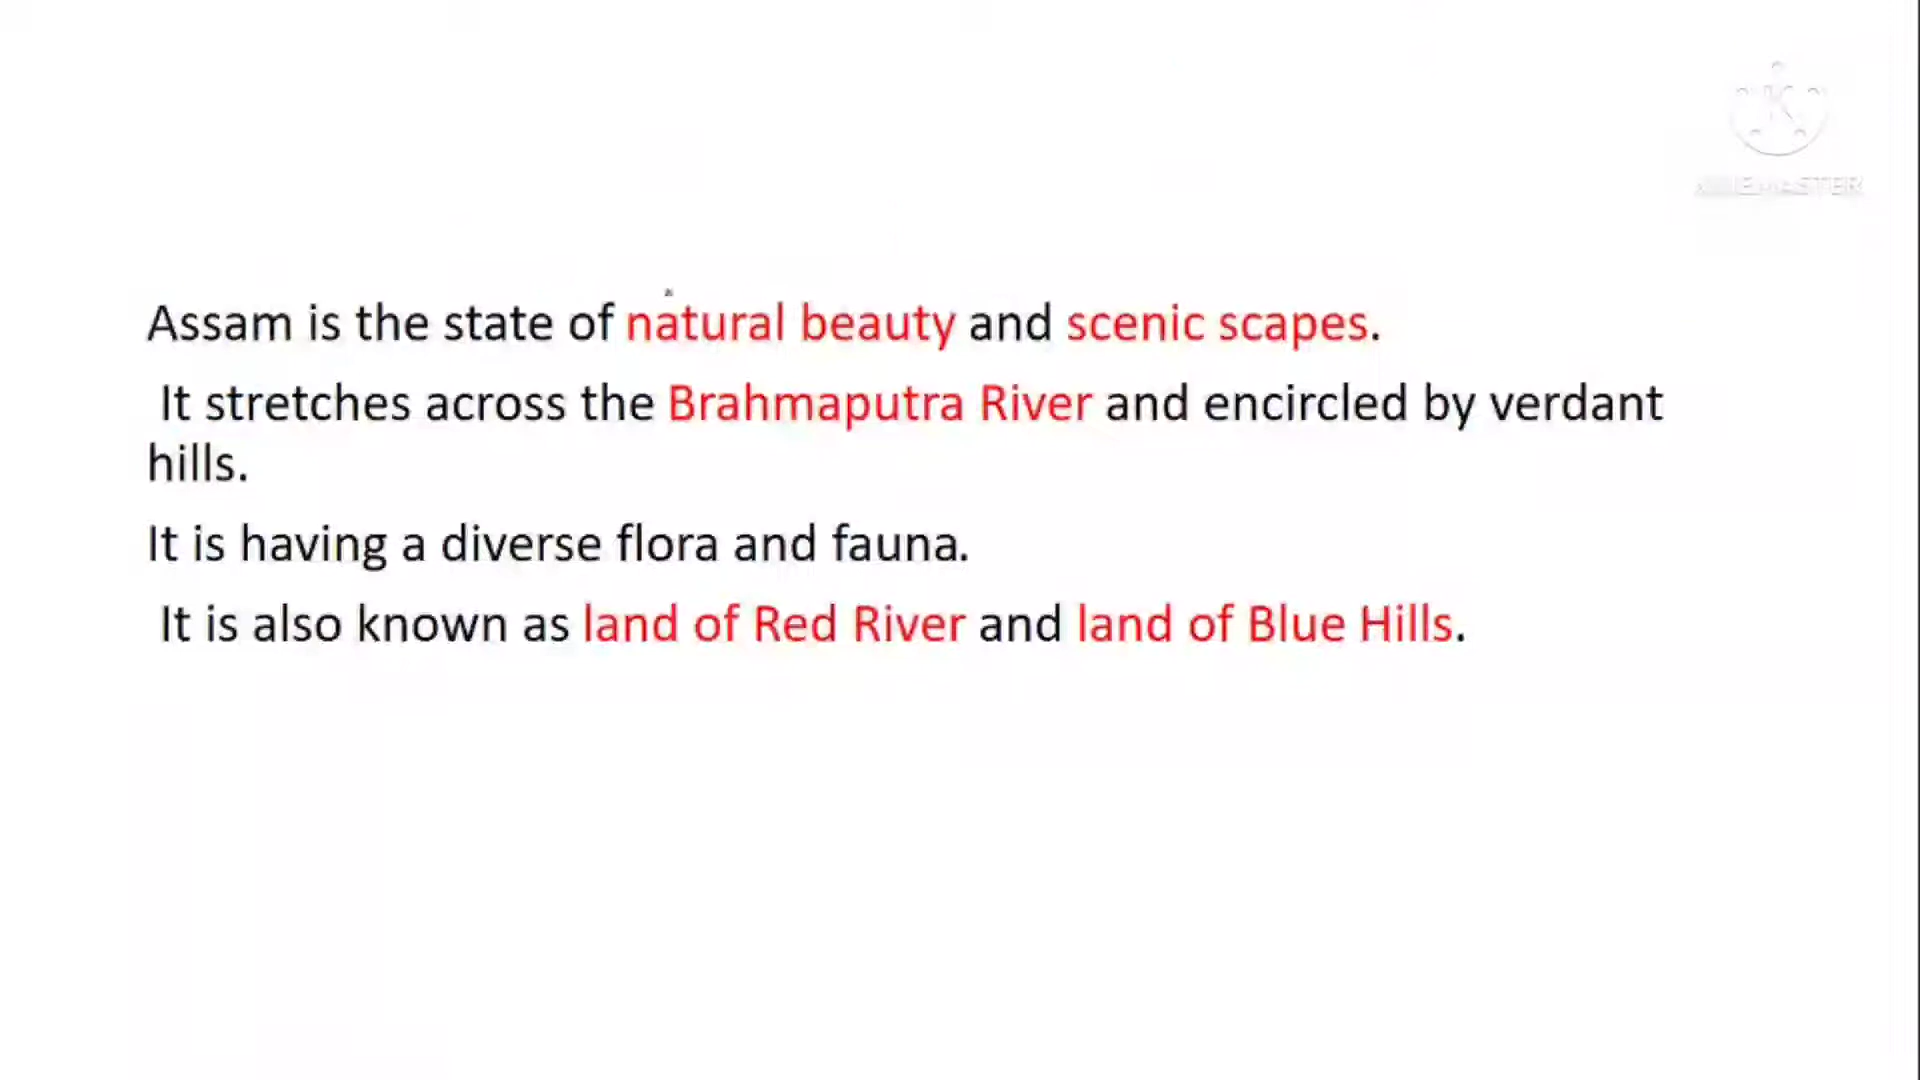 KINEMASTER
Assam is the state of natural beauty and scenic scapes.
It stretches across the Brahmaputra River and encircled by verdant
hills.
It is having a diverse flora and fauna.
It is also known as land of Red River and land of Blue Hills.